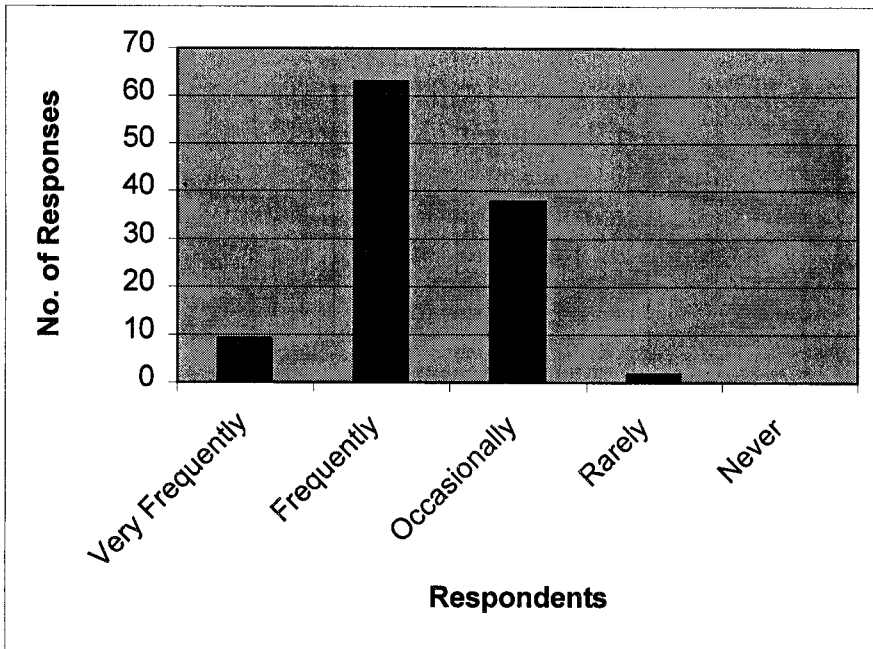 70
60
50
40
30
20
10
0
No. of Responses
Very Frequently
Frequently
Occasionally
Rarely
Never
Respondents